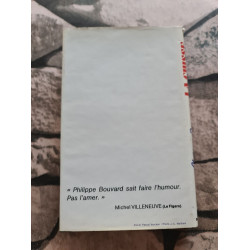 « Philippe Bouvard sait faire l'humour.
Pas l'amer. »
Michel VILLENEUVE (Le Figaro)